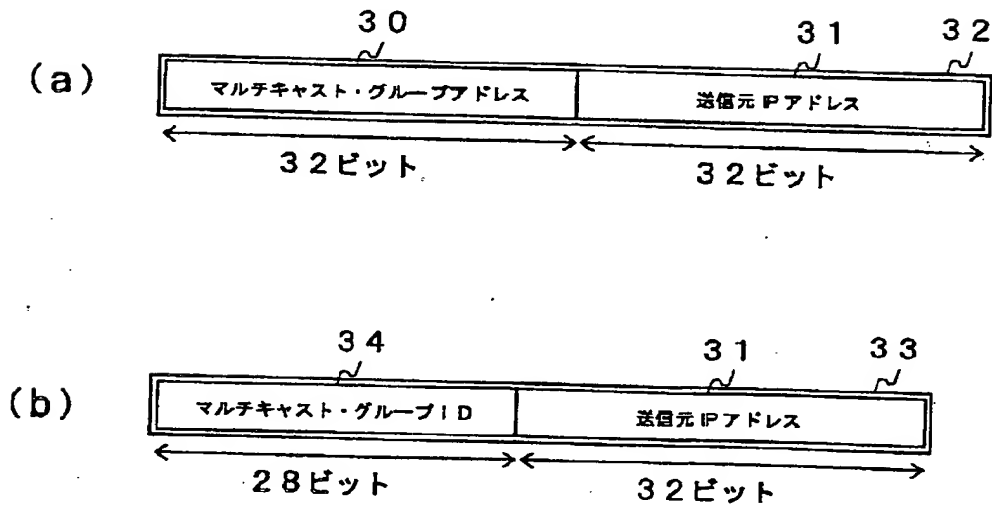 30 31 32
(a) マルチキャスト・グループアドレス 送信元IPアドレス
32ビット 32ビット
34 31 33
(b) マルチキャスト・グループID 送信元IPアドレス
28ビット 32ビット